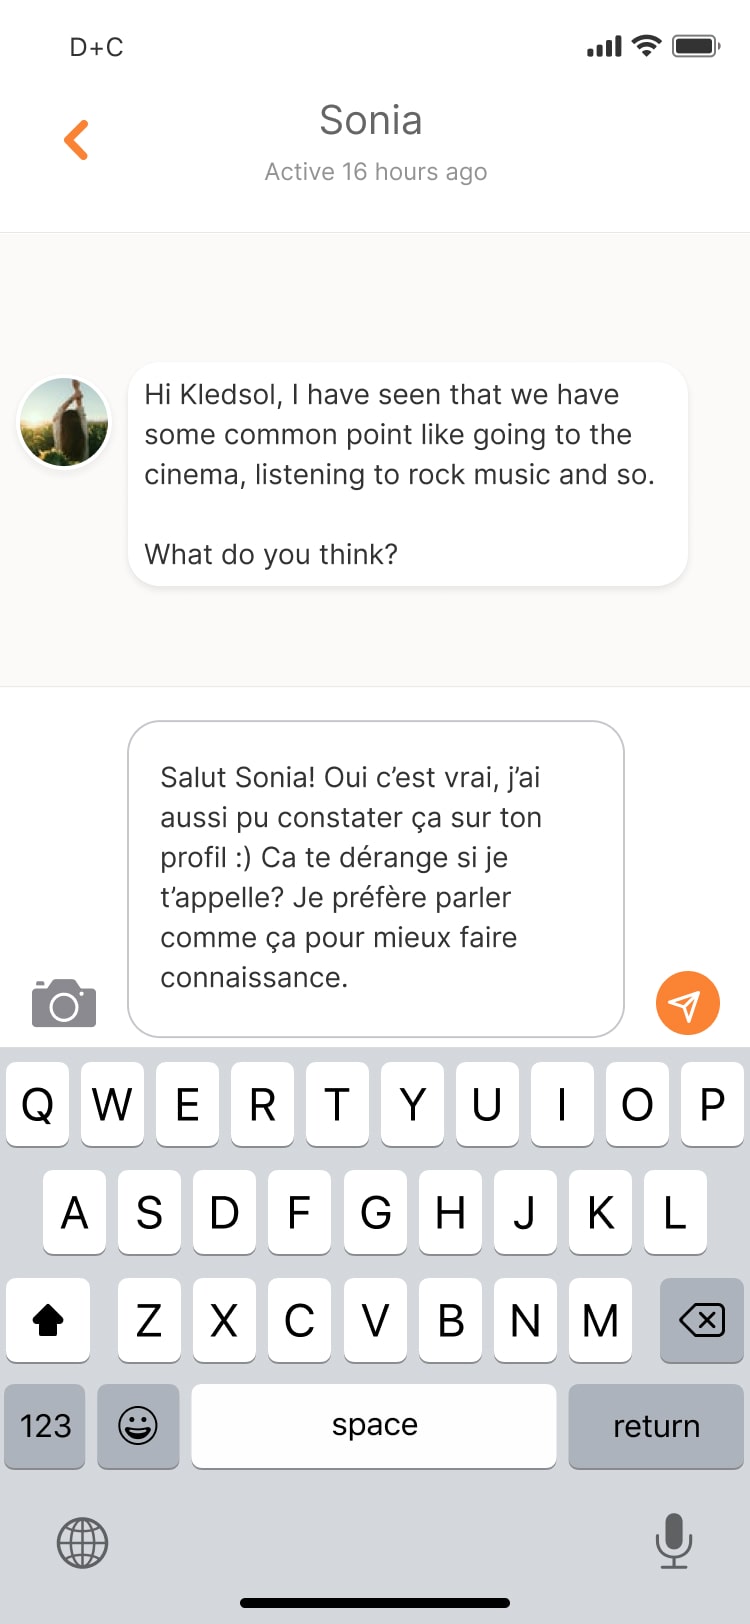 D+C
Sonia
Active 16 hours ago
Hi Kledsol, I have seen that we have
some common point like going to the
cinema, listening to rock music and so.
What do you think?
Salut Sonia! Oui c’est vrai, j’ai
aussi pu constater ça sur ton
profil :) Ca te dérange si je
t’appelle? Je préfère parler
comme ça pour mieux faire
connaissance.
Q W E R T Y U I O P
A S D F G H J K L
Z X C V B N M
123 space return